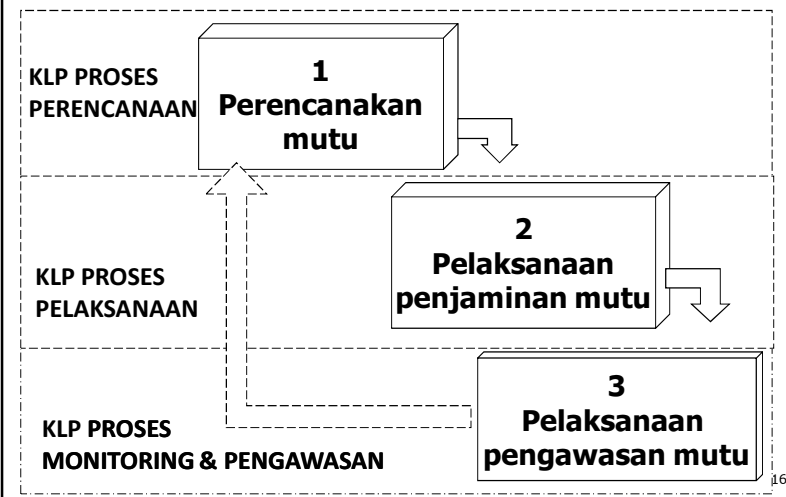 KLP PROSES
PERENCANAAN
1
Perencanakan
mutu
KLP PROSES
PELAKSANAAN
2
Pelaksanaan
penjaminan mutu
KLP PROSES
MONITORING & PENGAWASAN
3
Pelaksanaan
pengawasan mutu
16